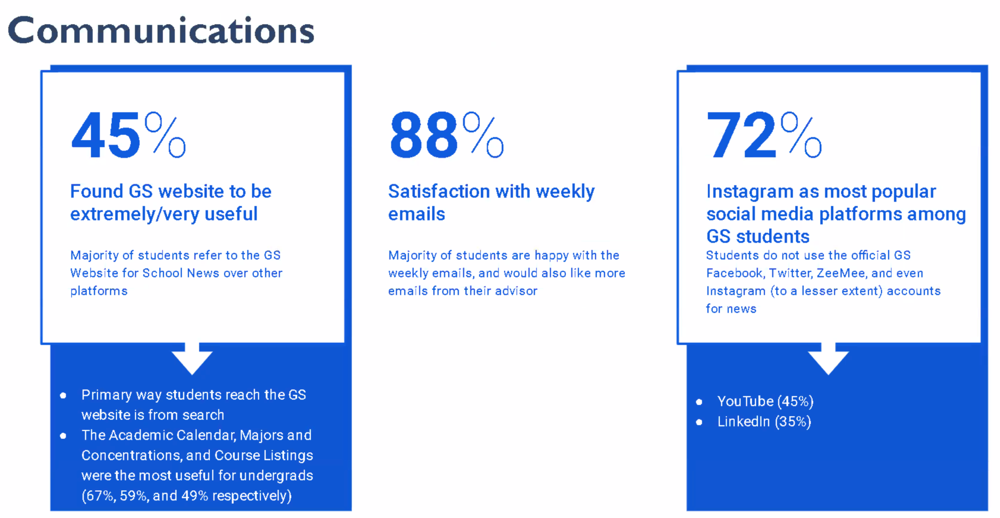 Communications
45%
Found GS website to be
extremely/very useful
Majority of students refer to the GS
Website for School News over other
platforms
● Primary way students reach the GS
website is from search
● The Academic Calendar, Majors and
Concentrations, and Course Listings
were the most useful for undergrads
(67%, 59%, and 49% respectively)
88%
Satisfaction with weekly
emails
Majority of students are happy with the
weekly emails, and would also like more
emails from their advisor
72%
Instagram as most popular
social media platforms among
GS students
Students do not use the official GS
Facebook, Twitter, ZeeMee, and even
Instagram (to a lesser extent) accounts
for news
● YouTube (45%)
● LinkedIn (35%)